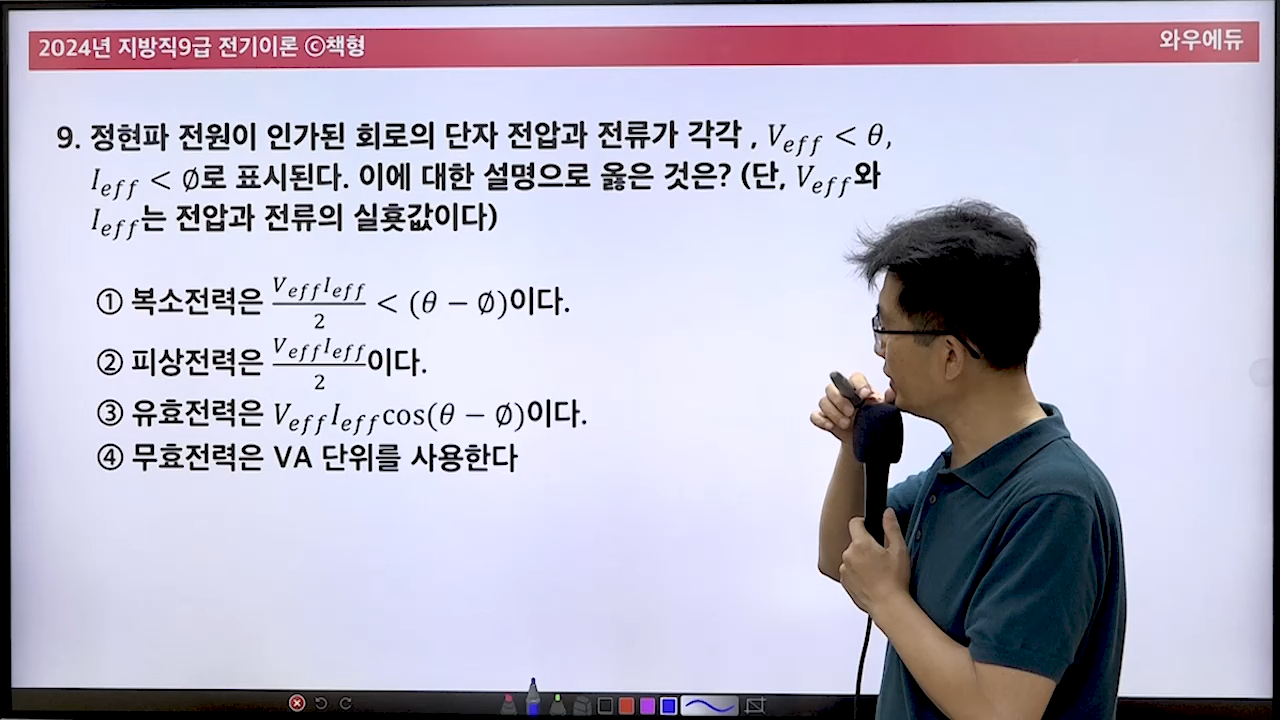 2024년 지방직9급 전기이론 ⓒ책형
와우에듀
9. 정현파 전원이 인가된 회로의 단자 전압과 전류가 각각 , V_eff < θ,
I_eff < ∅로 표시된다. 이에 대한 설명으로 옳은 것은? (단, V_eff와
I_eff는 전압과 전류의 실횻값이다)
① 복소전력은 V_eff I_eff / 2 < (θ − ∅)이다.
② 피상전력은 V_eff I_eff / 2 이다.
③ 유효전력은 V_eff I_eff cos(θ − ∅)이다.
④ 무효전력은 VA 단위를 사용한다